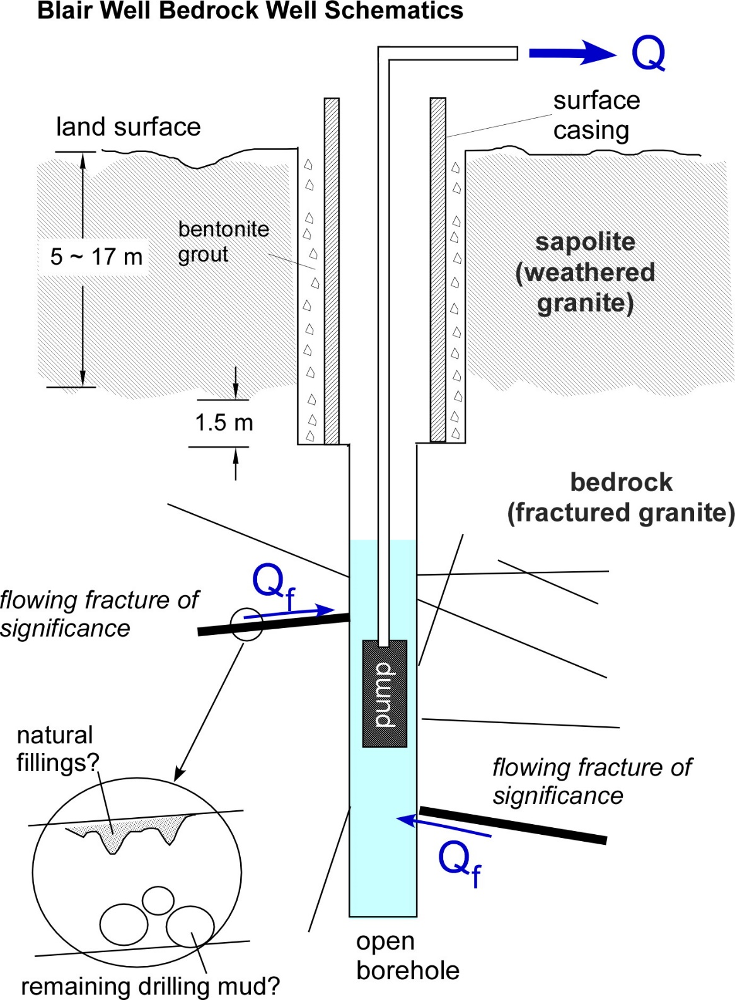 Blair Well Bedrock Well Schematics
Q
surface
casing
land surface
bentonite
grout
5 ~ 17 m
sapolite
(weathered
granite)
1.5 m
bedrock
(fractured granite)
Qf
flowing fracture of
significance
pump
natural
fillings?
flowing fracture of
significance
Qf
open
borehole
remaining drilling mud?